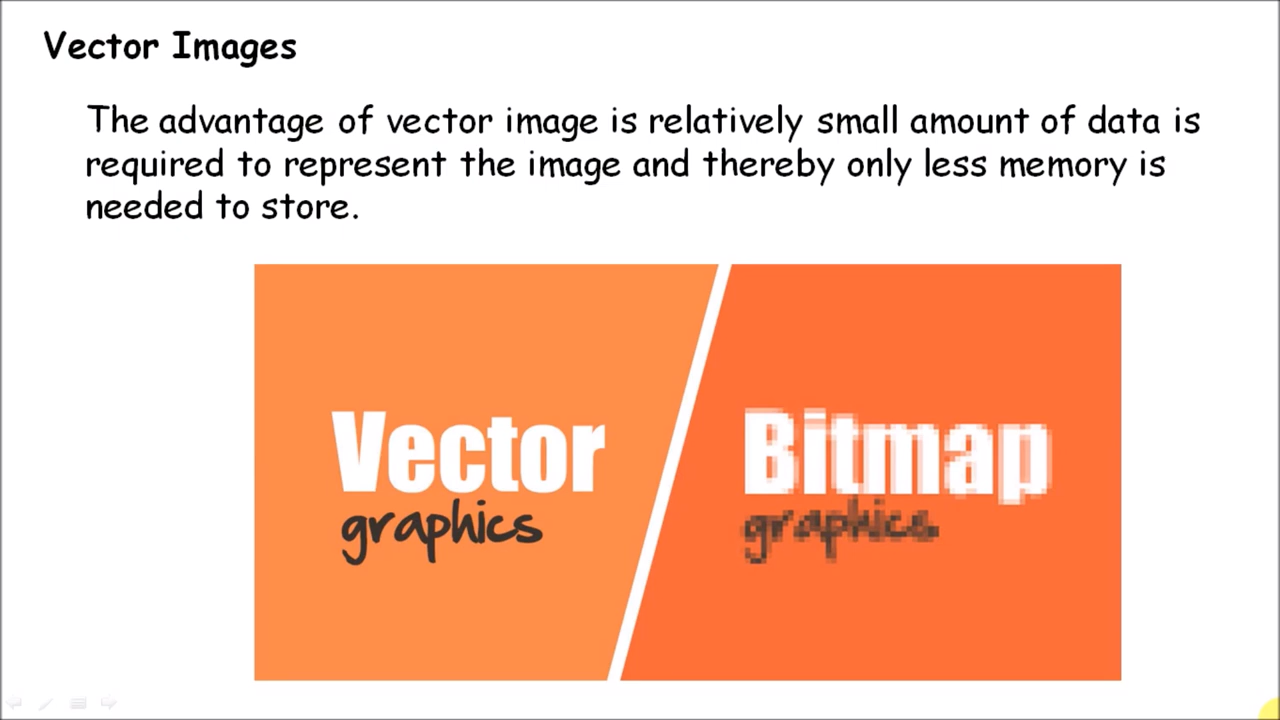 Vector Images
The advantage of vector image is relatively small amount of data is
required to represent the image and thereby only less memory is
needed to store.
Vector
graphics
Bitmap
graphics